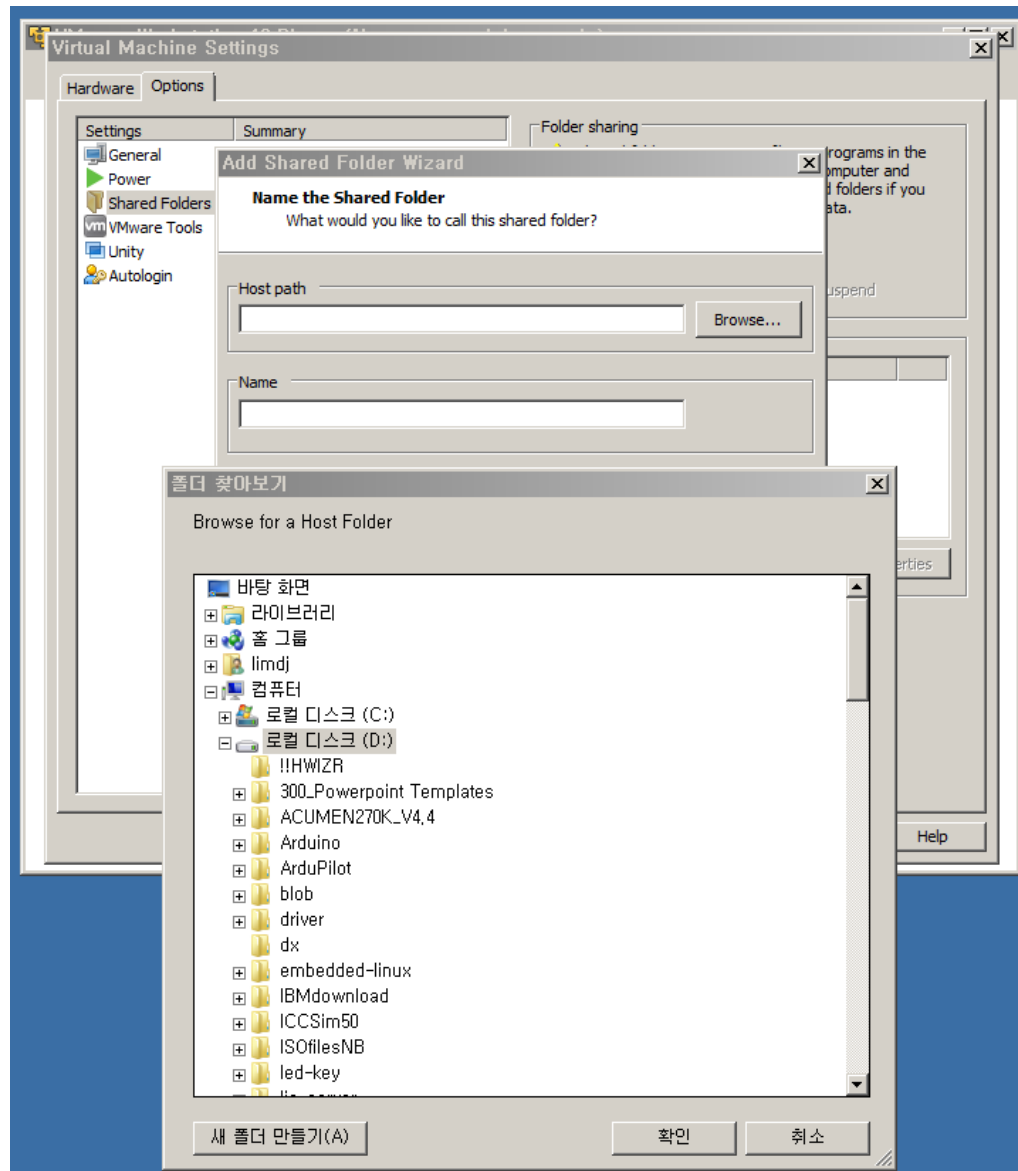 Virtual Machine Settings
Hardware
Options
Settings
Summary
General
Power
Shared Folders
VMware Tools
Unity
Autologin
Folder sharing
rograms in the
omputer and
d folders if you
ata.
uspend
erties
Help
Add Shared Folder Wizard
Name the Shared Folder
What would you like to call this shared folder?
Host path
Browse...
Name
폴더 찾아보기
Browse for a Host Folder
바탕 화면
라이브러리
홈 그룹
limdj
컴퓨터
로컬 디스크 (C:)
로컬 디스크 (D:)
!!HWIZR
300_Powerpoint Templates
ACUMEN270K_V4.4
Arduino
ArduPilot
blob
driver
dx
embedded-linux
IBMdownload
ICCSim50
ISOfilesNB
led-key
새 폴더 만들기(A)
확인
취소